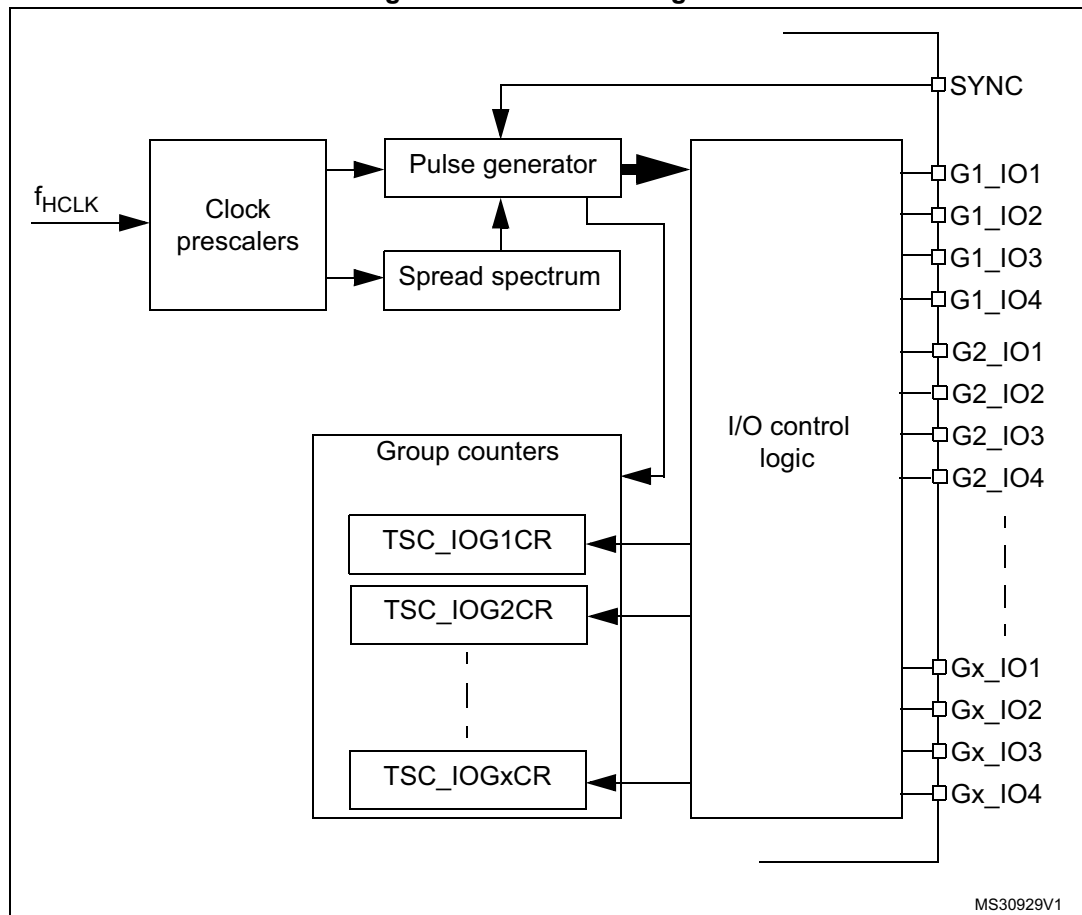 SYNC
Pulse generator
G1_IO1
fHCLK
Clock
prescalers
G1_IO2
G1_IO3
Spread spectrum
G1_IO4
G2_IO1
G2_IO2
I/O control
logic
G2_IO3
Group counters
G2_IO4
TSC_IOG1CR
TSC_IOG2CR
Gx_IO1
Gx_IO2
Gx_IO3
TSC_IOGxCR
Gx_IO4
MS30929V1